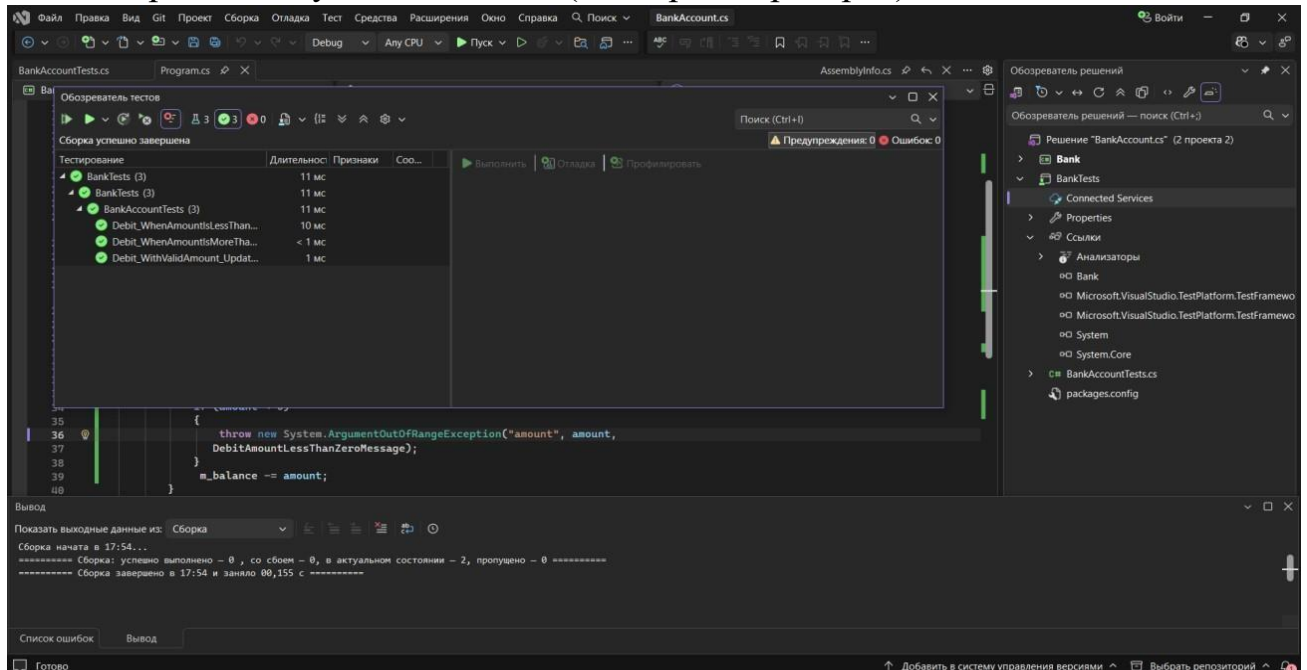 Файл Правка Вид Git Проект Сборка Отладка Тест Средства Расширения Окно Справка Поиск BankAccount.cs Войти
Debug Any CPU Пуск
BankAccountTests.cs Program.cs AssemblyInfo.cs
Ba
Обозреватель тестов
3 3 0 Поиск (Ctrl+I)
Сборка успешно завершена Предупреждения: 0 Ошибок: 0
Тестирование Длительност Признаки Соо...
Выполнить Отладка Профилировать
BankTests (3) 11 мс
BankTests (3) 11 мс
BankAccountTests (3) 11 мс
Debit_WhenAmountIsLessThan... 10 мс
Debit_WhenAmountIsMoreTha... < 1 мс
Debit_WithValidAmount_Updat... 1 мс
35 {
36 throw new System.ArgumentOutOfRangeException("amount", amount,
37 DebitAmountLessThanZeroMessage);
38 }
39 m_balance -= amount;
40 }
Обозреватель решений
Обозреватель решений — поиск (Ctrl+;)
Решение "BankAccount.cs" (2 проекта 2)
Bank
BankTests
Connected Services
Properties
Ссылки
Анализаторы
Bank
Microsoft.VisualStudio.TestPlatform.TestFramewo
Microsoft.VisualStudio.TestPlatform.TestFramewo
System
System.Core
C# BankAccountTests.cs
packages.config
Вывод
Показать выходные данные из: Сборка
Сборка начата в 17:54...
========== Сборка: успешно выполнено — 0 , со сбоем — 0, в актуальном состоянии — 2, пропущено — 0 ==========
========== Сборка завершено в 17:54 и заняло 00,155 с ==========
Список ошибок Вывод
Готово Добавить в систему управления версиями Выбрать репозиторий